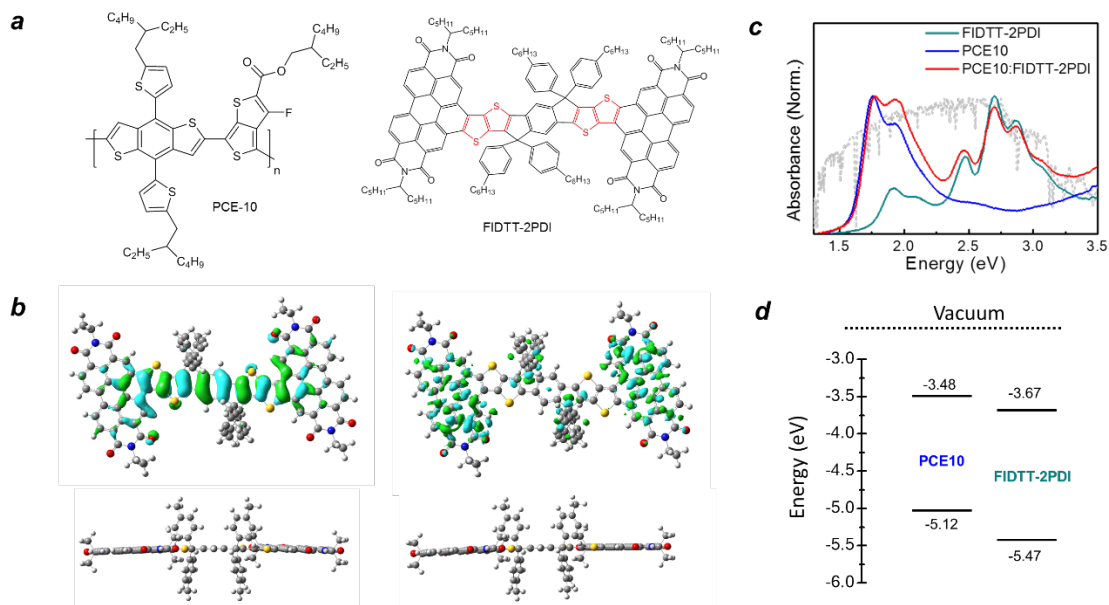 a
C₄H₉
C₂H₅
S
S
S
S
O
O
C₄H₉
C₂H₅
F
S
S
n
C₂H₅
C₄H₉
PCE-10
C₅H₁₁
C₅H₁₁
O
N
O
C₆H₁₃
C₆H₁₃
C₅H₁₁
C₅H₁₁
O
N
O
S
S
S
S
O
N
O
C₅H₁₁
C₅H₁₁
C₆H₁₃
C₆H₁₃
O
N
O
C₅H₁₁
C₅H₁₁
FIDTT-2PDI
b
c
FIDTT-2PDI
PCE10
PCE10:FIDTT-2PDI
Absorbance (Norm.)
1.5 2.0 2.5 3.0 3.5
Energy (eV)
d
Vacuum
Energy (eV)
-3.0
-3.5
-4.0
-4.5
-5.0
-5.5
-6.0
-3.48
-3.67
PCE10
FIDTT-2PDI
-5.12
-5.47